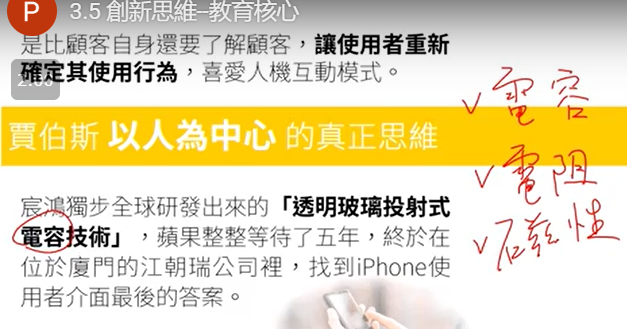 P
3.5 創新思維–教育核心
是比顧客自身還要了解顧客，讓使用者重新
確定其使用行為，喜愛人機互動模式。
賈伯斯 以人為中心 的真正思維
宸鴻獨步全球研發出來的「透明玻璃投射式
電容技術」，蘋果整整等待了五年，終於在
位於廈門的江朝瑞公司裡，找到iPhone使
用者介面最後的答案。
✓電容
✓電阻
✓磁性